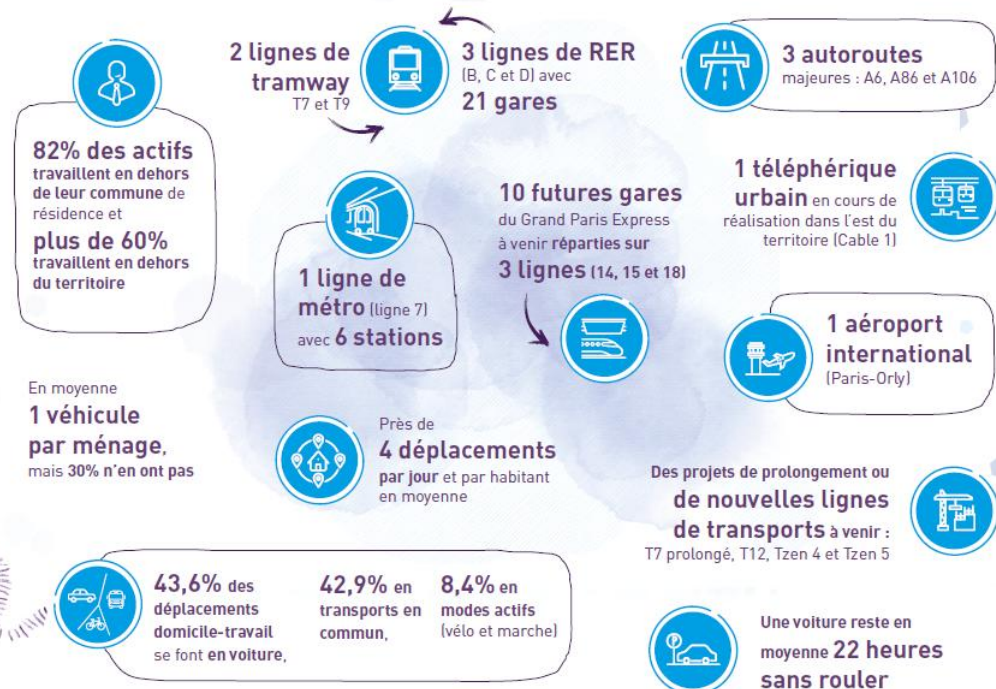 2 lignes de
tramway
T7 et T9
3 lignes de RER
(B, C et D) avec
21 gares
3 autoroutes
majeures : A6, A86 et A106
82% des actifs
travaillent en dehors
de leur commune de
résidence et
plus de 60%
travaillent en dehors
du territoire
1 ligne de
métro (ligne 7)
avec 6 stations
10 futures gares
du Grand Paris Express
à venir réparties sur
3 lignes (14, 15 et 18)
1 téléphérique
urbain en cours de
réalisation dans l'est du
territoire (Cable 1)
1 aéroport
international
(Paris-Orly)
En moyenne
1 véhicule
par ménage,
mais 30% n'en ont pas
Près de
4 déplacements
par jour et par habitant
en moyenne
Des projets de prolongement ou
de nouvelles lignes
de transports à venir :
T7 prolongé, T12, Tzen 4 et Tzen 5
43,6% des
déplacements
domicile-travail
se font en voiture,
42,9% en
transports en
commun,
8,4% en
modes actifs
(vélo et marche)
P
Une voiture reste en
moyenne 22 heures
sans rouler